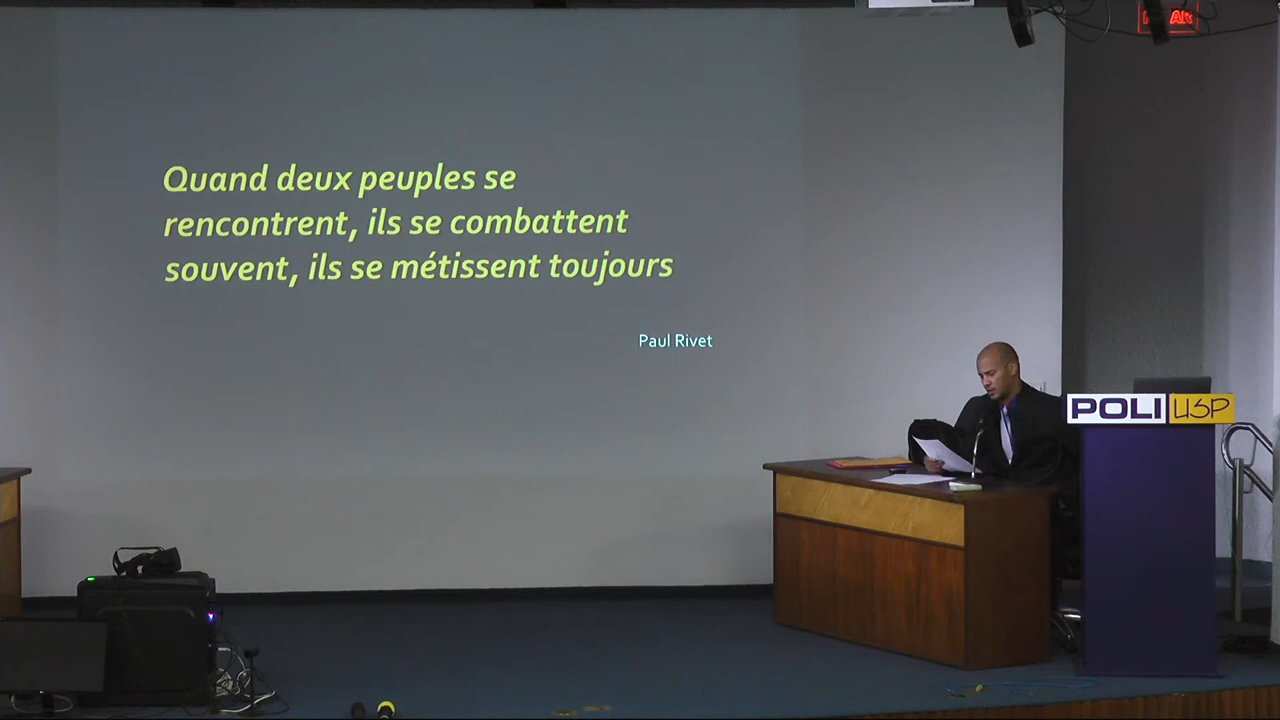 Quand deux peuples se
rencontrent, ils se combattent
souvent, ils se métissent toujours
Paul Rivet
POLI USP